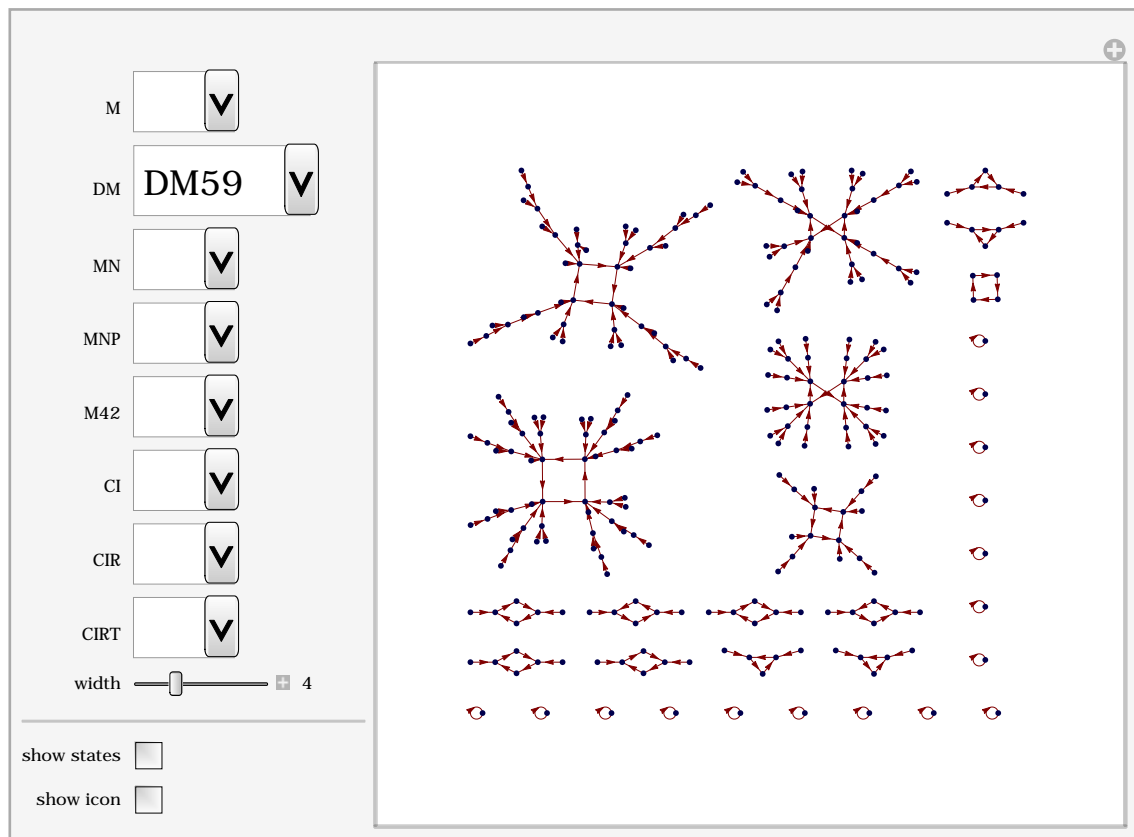 M
DM DM59
MN
MNP
M42
CI
CIR
CIRT
width 4
show states
show icon